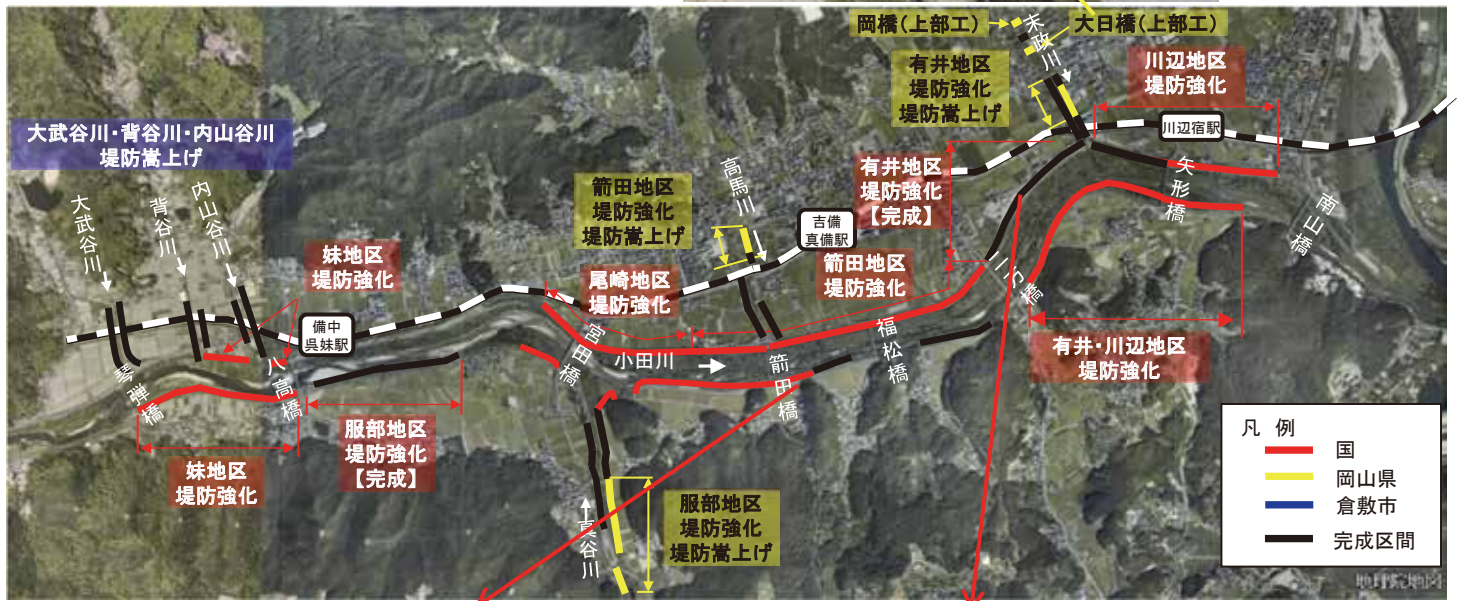 岡橋(上部工)
大日橋(上部工)
末政川
有井地区
堤防強化
堤防嵩上げ
川辺地区
堤防強化
川辺宿駅
大武谷川・背谷川・内山谷川
堤防嵩上げ
大武谷川
背谷川
内山谷川
妹地区
堤防強化
備中
呉妹駅
箭田地区
堤防強化
堤防嵩上げ
高馬川
吉備
真備駅
有井地区
堤防強化
【完成】
矢形橋
南山橋
尾崎地区
堤防強化
箭田地区
堤防強化
二万橋
宮田橋
小田川
箭田橋
福松橋
有井・川辺地区
堤防強化
琴弾橋
八高橋
妹地区
堤防強化
服部地区
堤防強化
【完成】
真谷川
服部地区
堤防強化
堤防嵩上げ
凡 例
国
岡山県
倉敷市
完成区間
地理院地図